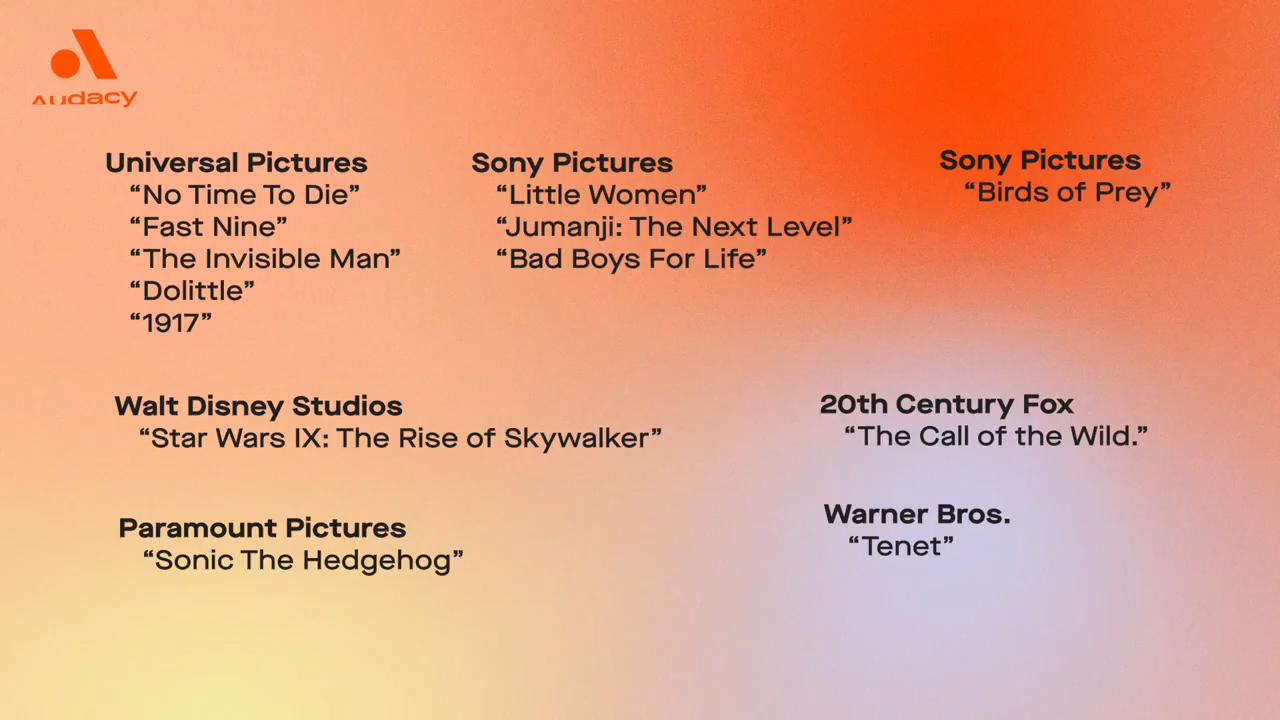 Audacy
Universal Pictures
“No Time To Die”
“Fast Nine”
“The Invisible Man”
“Dolittle”
“1917”
Sony Pictures
“Little Women”
“Jumanji: The Next Level”
“Bad Boys For Life”
Sony Pictures
“Birds of Prey”
Walt Disney Studios
“Star Wars IX: The Rise of Skywalker”
20th Century Fox
“The Call of the Wild.”
Paramount Pictures
“Sonic The Hedgehog”
Warner Bros.
“Tenet”